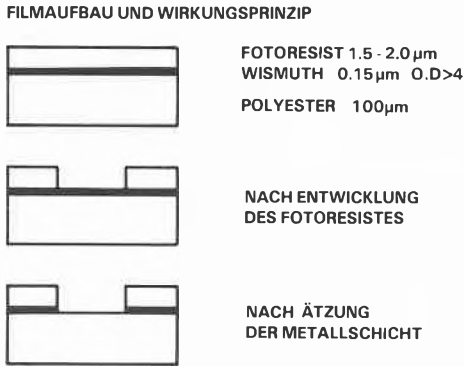 FILMAUFBAU UND WIRKUNGSPRINZIP
FOTORESIST 1.5 - 2.0 µm
WISMUTH 0.15 µm O.D>4
POLYESTER 100µm
NACH ENTWICKLUNG
DES FOTORESISTES
NACH ÄTZUNG
DER METALLSCHICHT